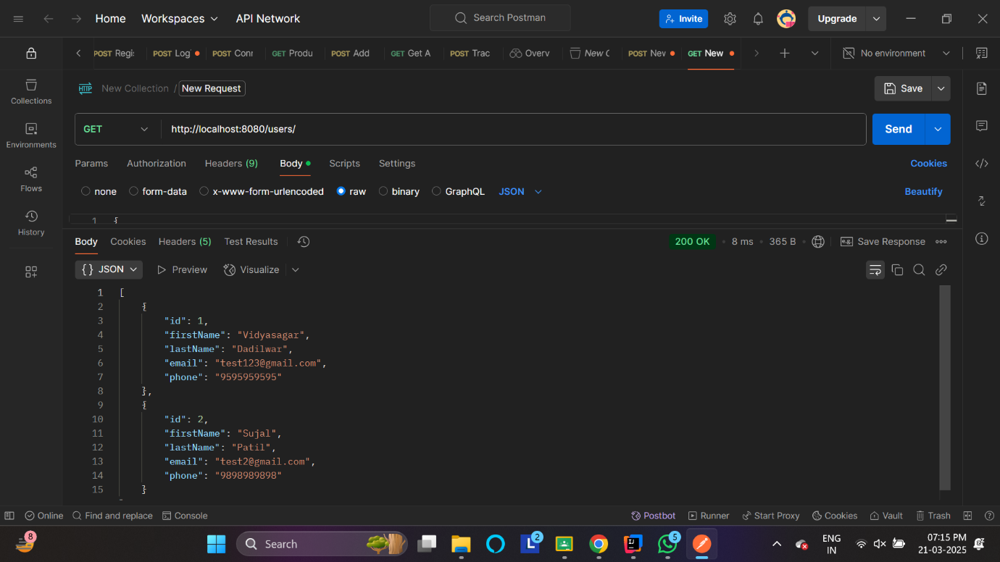 Home Workspaces API Network Search Postman Invite Upgrade
POST Regis POST Log POST Conr GET Produ POST Add GET Get A POST Trac Overv New C POST Nev GET New No environment
HTTP New Collection / New Request Save
Collections
GET http://localhost:8080/users/ Send
Environments
Params Authorization Headers (9) Body Scripts Settings Cookies
Flows
none form-data x-www-form-urlencoded raw binary GraphQL JSON Beautify
1 {
History
Body Cookies Headers (5) Test Results 200 OK 8 ms 365 B e.g. Save Response
{} JSON Preview Visualize
1 [
2 {
3 "id": 1,
4 "firstName": "Vidyasagar",
5 "lastName": "Dadilwar",
6 "email": "test123@gmail.com",
7 "phone": "9595959595"
8 },
9 {
10 "id": 2,
11 "firstName": "Sujal",
12 "lastName": "Patil",
13 "email": "test2@gmail.com",
14 "phone": "9898989898"
15 }
Online Find and replace Console Postbot Runner Start Proxy Cookies Vault Trash
8 Search L 2 IJ 5 ENG 07:15 PM
IN 21-03-2025